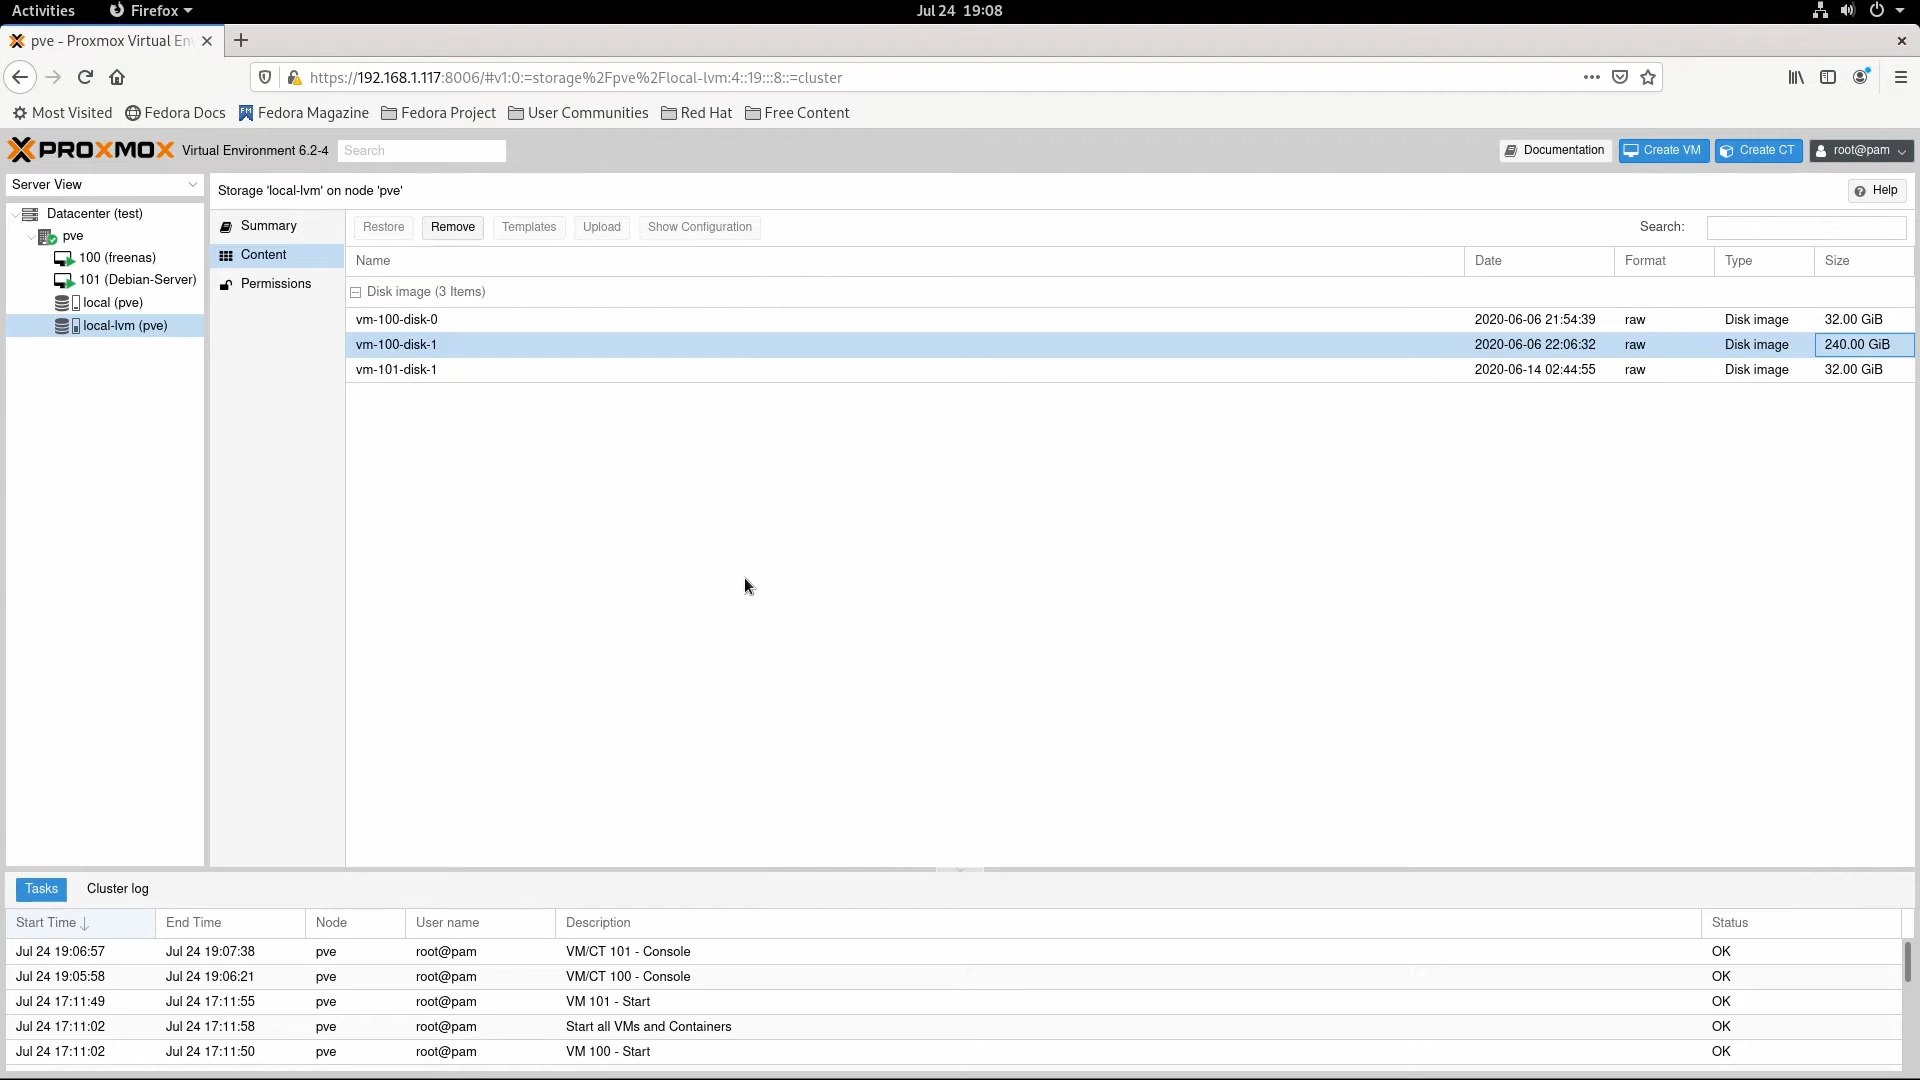 Activities Firefox Jul 24 19:08
pve - Proxmox Virtual En
https://192.168.1.117:8006/#v1:0:=storage%2Fpve%2Flocal-lvm:4::19:::8::=cluster
Most Visited Fedora Docs Fedora Magazine Fedora Project User Communities Red Hat Free Content
PROXMOX Virtual Environment 6.2-4 Search Documentation Create VM Create CT root@pam
Server View
Storage 'local-lvm' on node 'pve' Help
Datacenter (test)
pve
100 (freenas)
101 (Debian-Server)
local (pve)
local-lvm (pve)
Summary
Content
Permissions
Restore Remove Templates Upload Show Configuration Search:
Name Date Format Type Size
Disk image (3 Items)
vm-100-disk-0 2020-06-06 21:54:39 raw Disk image 32.00 GiB
vm-100-disk-1 2020-06-06 22:06:32 raw Disk image 240.00 GiB
vm-101-disk-1 2020-06-14 02:44:55 raw Disk image 32.00 GiB
Tasks Cluster log
Start Time End Time Node User name Description Status
Jul 24 19:06:57 Jul 24 19:07:38 pve root@pam VM/CT 101 - Console OK
Jul 24 19:05:58 Jul 24 19:06:21 pve root@pam VM/CT 100 - Console OK
Jul 24 17:11:49 Jul 24 17:11:55 pve root@pam VM 101 - Start OK
Jul 24 17:11:02 Jul 24 17:11:58 pve root@pam Start all VMs and Containers OK
Jul 24 17:11:02 Jul 24 17:11:50 pve root@pam VM 100 - Start OK